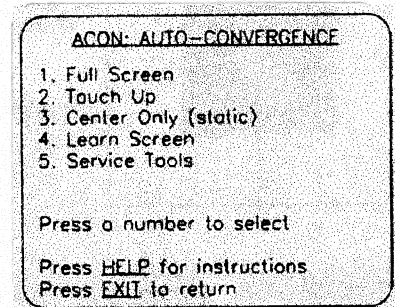 ACON: AUTO-CONVERGENCE
1. Full Screen
2. Touch Up
3. Center Only (static)
4. Learn Screen
5. Service Tools
Press a number to select
Press HELP for instructions
Press EXIT to return